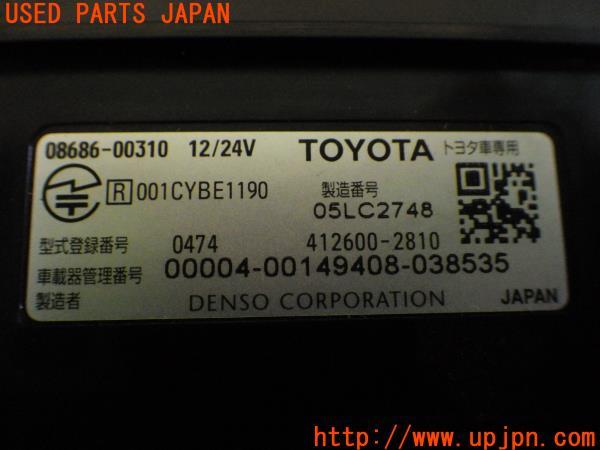 USED PARTS JAPAN
08686-00310 12/24V TOYOTA トヨタ車専用
R 001CYBE1190 製造番号
05LC2748
型式登録番号 0474 412600-2810
車載器管理番号 00004-00149408-038535
製造者 DENSO CORPORATION JAPAN
http://www.upjpn.com/